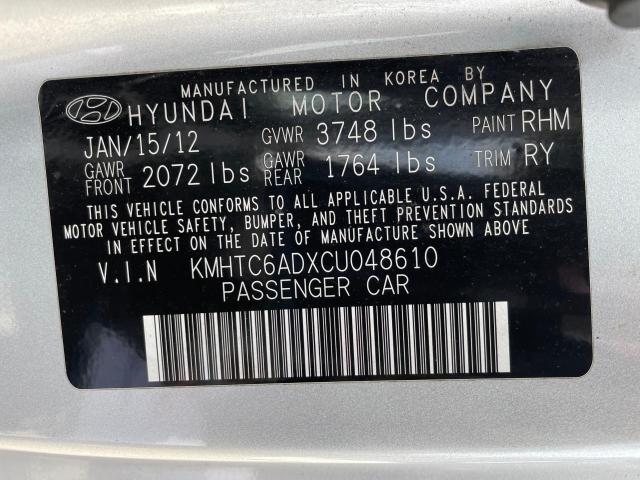 MANUFACTURED IN KOREA BY
HYUNDAI MOTOR COMPANY
JAN/15/12 GVWR 3748 lbs PAINT RHM
GAWR FRONT 2072 lbs GAWR REAR 1764 lbs TRIM RY
THIS VEHICLE CONFORMS TO ALL APPLICABLE U.S.A. FEDERAL
MOTOR VEHICLE SAFETY, BUMPER, AND THEFT PREVENTION STANDARDS
IN EFFECT ON THE DATE OF MANUFACTURE SHOWN ABOVE
V.I.N KMHTC6ADXCU048610
PASSENGER CAR